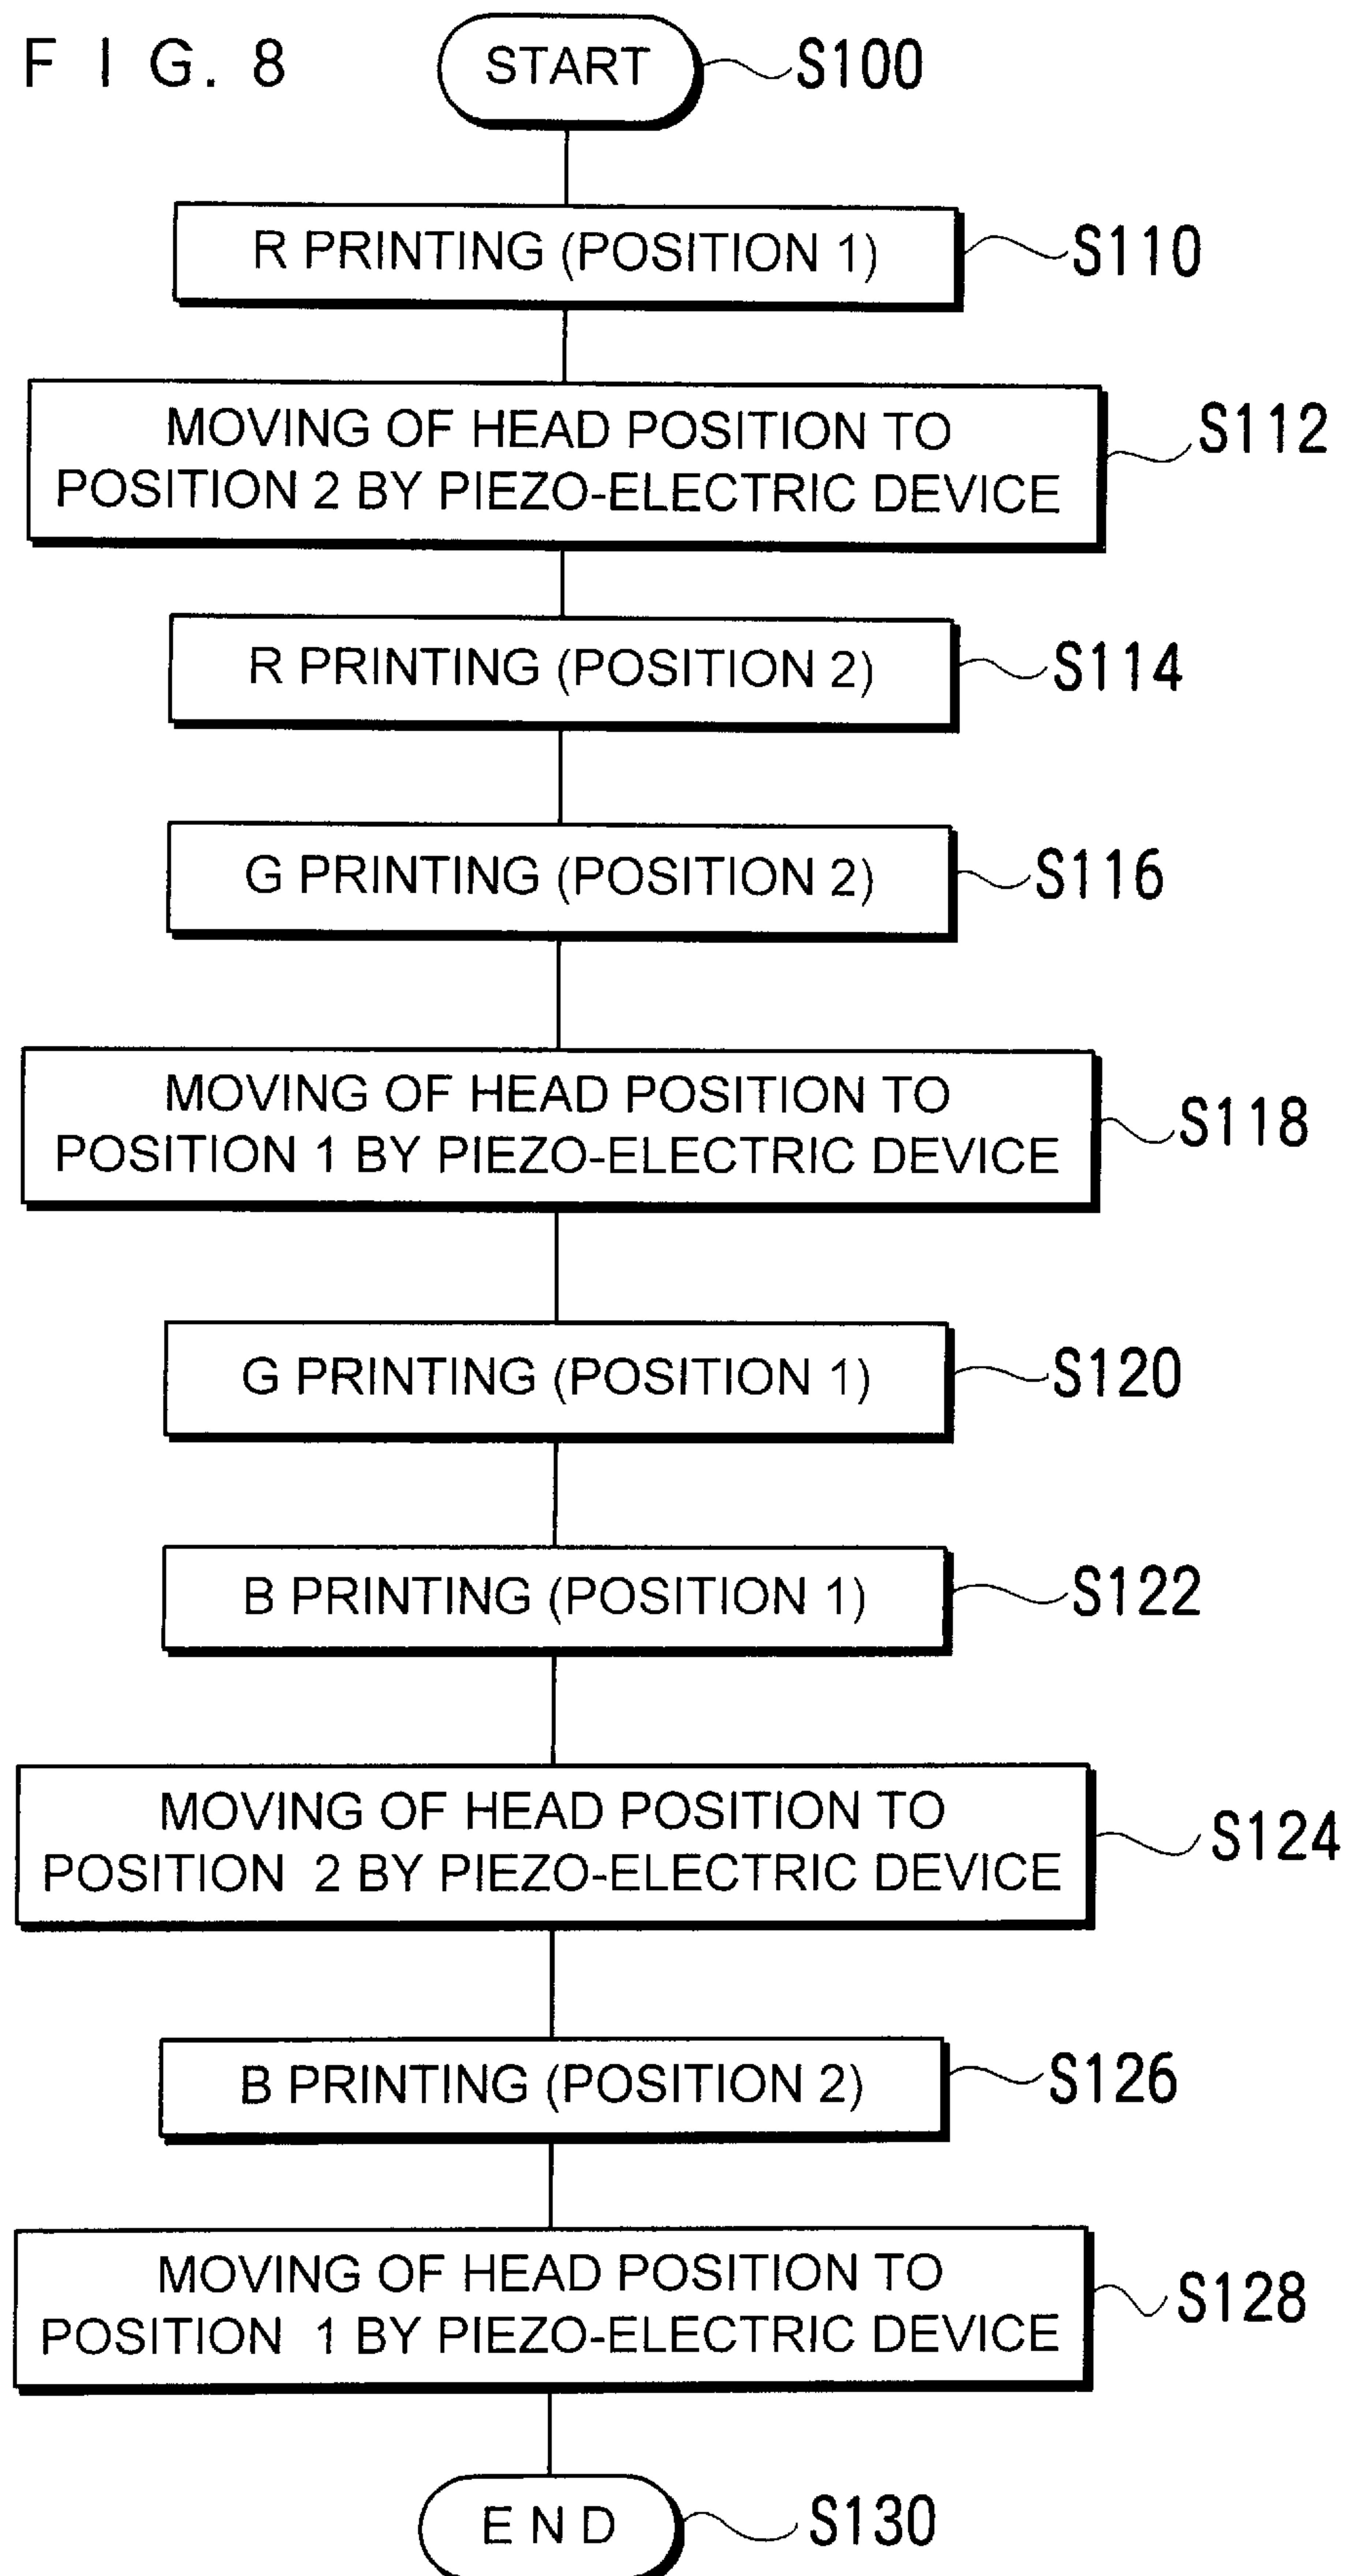 FIG. 8
START
S100
R PRINTING (POSITION 1)
S110
MOVING OF HEAD POSITION TO
POSITION 2 BY PIEZO-ELECTRIC DEVICE
S112
R PRINTING (POSITION 2)
S114
G PRINTING (POSITION 2)
S116
MOVING OF HEAD POSITION TO
POSITION 1 BY PIEZO-ELECTRIC DEVICE
S118
G PRINTING (POSITION 1)
S120
B PRINTING (POSITION 1)
S122
MOVING OF HEAD POSITION TO
POSITION 2 BY PIEZO-ELECTRIC DEVICE
S124
B PRINTING (POSITION 2)
S126
MOVING OF HEAD POSITION TO
POSITION 1 BY PIEZO-ELECTRIC DEVICE
S128
END
S130